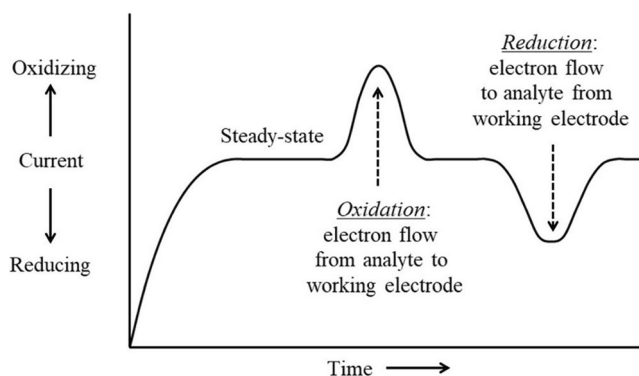 Oxidizing
Current
Reducing
Steady-state
Oxidation:
electron flow
from analyte to
working electrode
Reduction:
electron flow
to analyte from
working electrode
Time